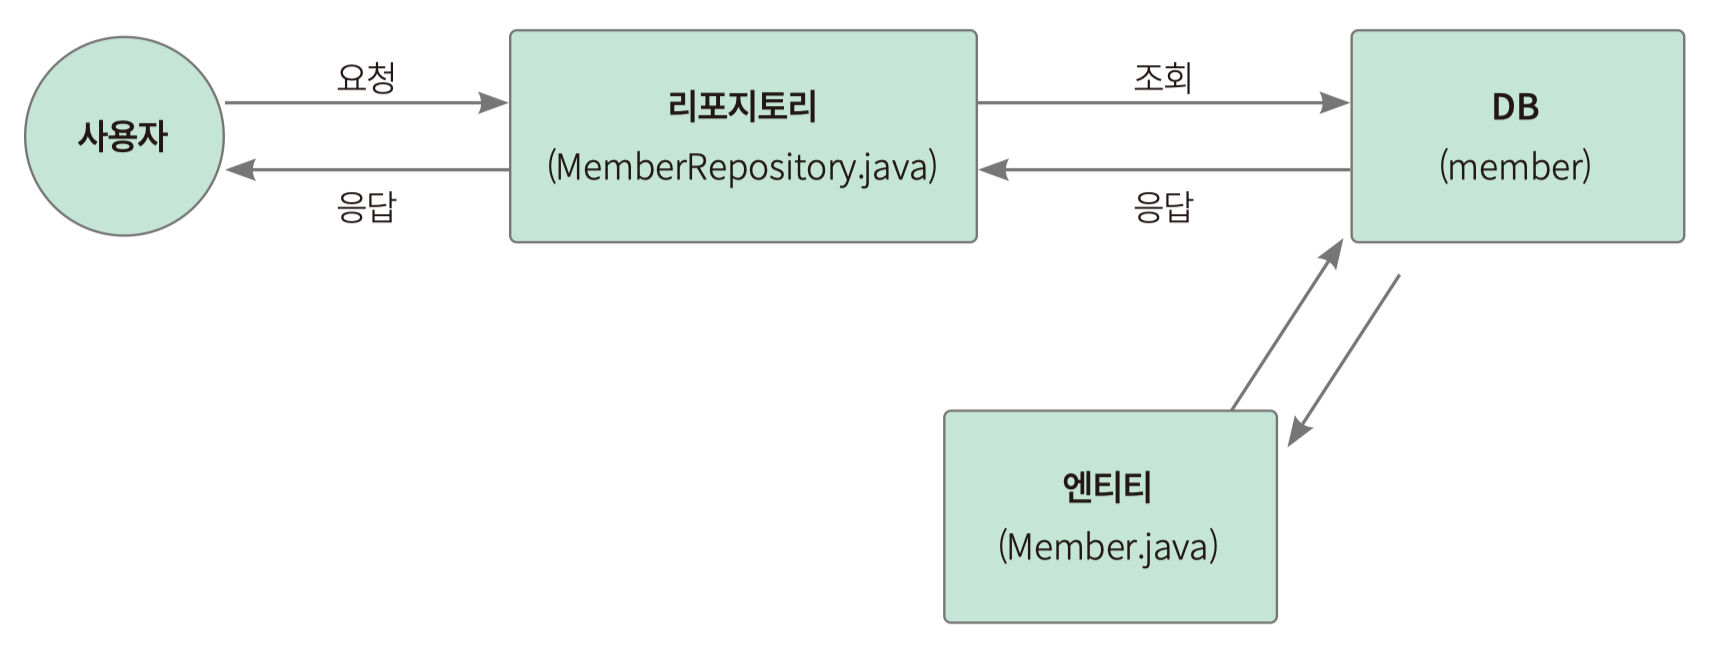 사용자
요청
응답
리포지토리
(MemberRepository.java)
조회
응답
DB
(member)
엔티티
(Member.java)